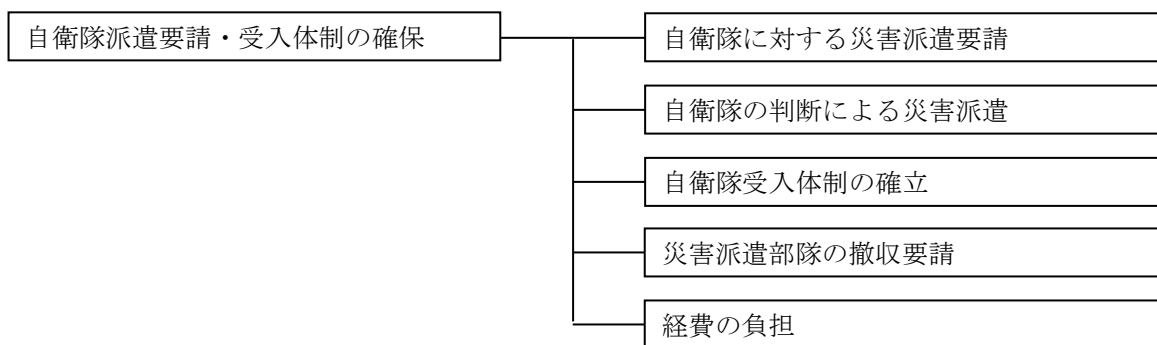 自衛隊派遣要請・受入体制の確保
自衛隊に対する災害派遣要請
自衛隊の判断による災害派遣
自衛隊受入体制の確立
災害派遣部隊の撤収要請
経費の負担